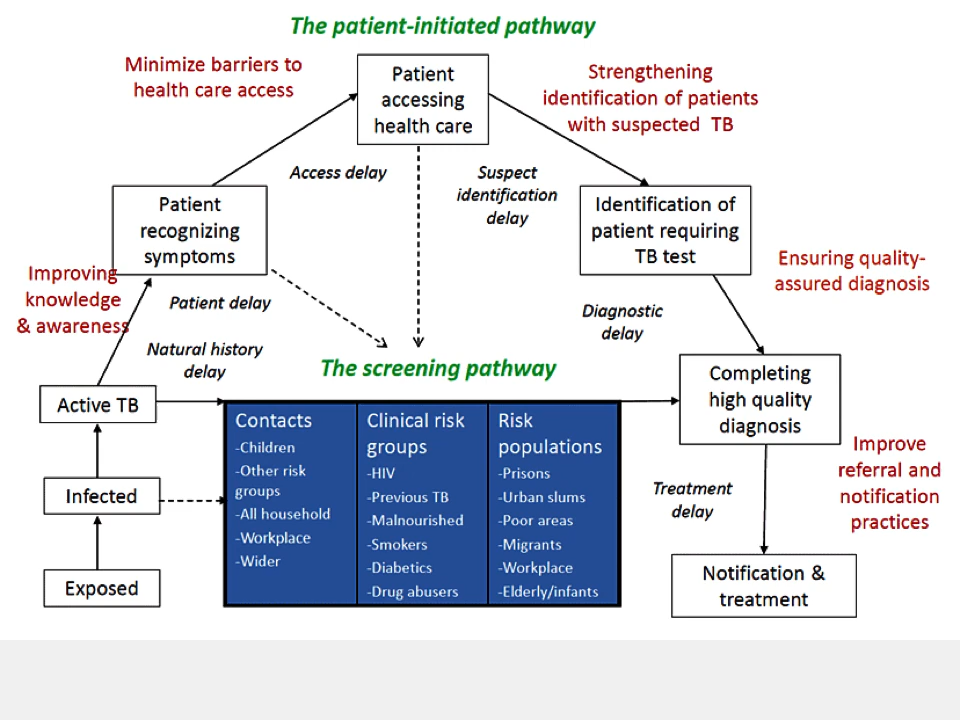 The patient-initiated pathway
Minimize barriers to
health care access
Patient
accessing
health care
Strengthening
identification of patients
with suspected TB
Access delay
Suspect
identification
delay
Patient
recognizing
symptoms
Identification of
patient requiring
TB test
Improving
knowledge
& awareness
Patient delay
Ensuring quality-
assured diagnosis
Natural history
delay
Diagnostic
delay
The screening pathway
Active TB
Completing
high quality
diagnosis
Contacts
-Children
-Other risk
groups
-All household
-Workplace
-Wider
Clinical risk
groups
-HIV
-Previous TB
-Malnourished
-Smokers
-Diabetics
-Drug abusers
Risk
populations
-Prisons
-Urban slums
-Poor areas
-Migrants
-Workplace
-Elderly/infants
Infected
Exposed
Treatment
delay
Improve
referral and
notification
practices
Notification &
treatment